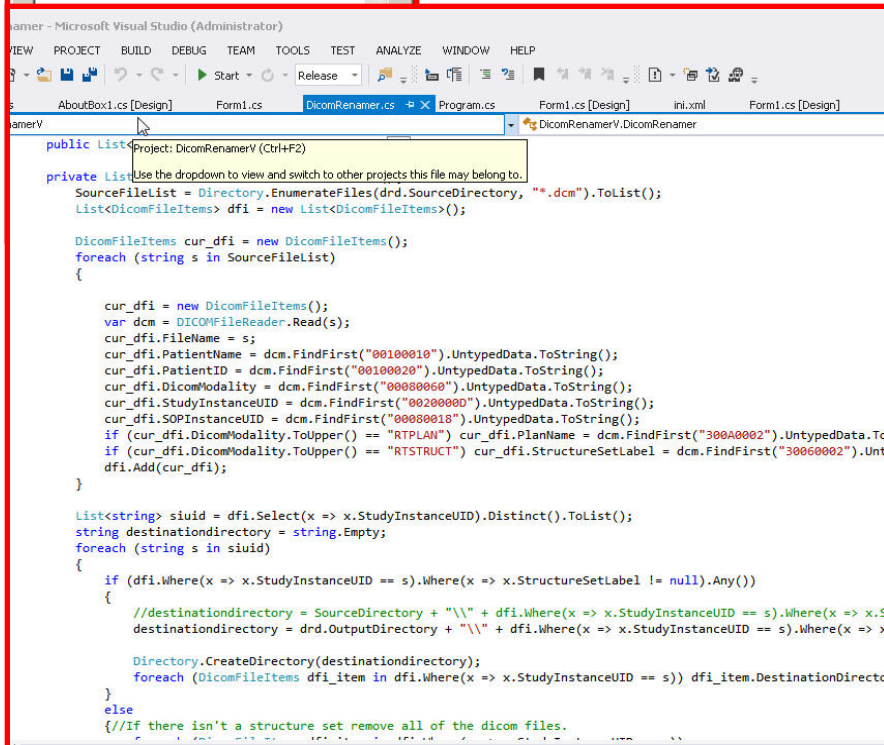 namer - Microsoft Visual Studio (Administrator)
VIEW PROJECT BUILD DEBUG TEAM TOOLS TEST ANALYZE WINDOW HELP
Start Release
AboutBox1.cs [Design] Form1.cs DicomRenamer.cs Program.cs Form1.cs [Design] ini.xml Form1.cs [Design]
namerV DicomRenamerV.DicomRenamer
public List<
Project: DicomRenamerV (Ctrl+F2)
private List
Use the dropdown to view and switch to other projects this file may belong to.
SourceFileList = Directory.EnumerateFiles(drd.SourceDirectory, "*.dcm").ToList();
List<DicomFileItems> dfi = new List<DicomFileItems>();
DicomFileItems cur_dfi = new DicomFileItems();
foreach (string s in SourceFileList)
{
cur_dfi = new DicomFileItems();
var dcm = DICOMFileReader.Read(s);
cur_dfi.FileName = s;
cur_dfi.PatientName = dcm.FindFirst("00100010").UntypedData.ToString();
cur_dfi.PatientID = dcm.FindFirst("00100020").UntypedData.ToString();
cur_dfi.DicomModality = dcm.FindFirst("00080060").UntypedData.ToString();
cur_dfi.StudyInstanceUID = dcm.FindFirst("0020000D").UntypedData.ToString();
cur_dfi.SOPInstanceUID = dcm.FindFirst("00080018").UntypedData.ToString();
if (cur_dfi.DicomModality.ToUpper() == "RTPLAN") cur_dfi.PlanName = dcm.FindFirst("300A0002").UntypedData.To
if (cur_dfi.DicomModality.ToUpper() == "RTSTRUCT") cur_dfi.StructureSetLabel = dcm.FindFirst("30060002").Unt
dfi.Add(cur_dfi);
}
List<string> siuid = dfi.Select(x => x.StudyInstanceUID).Distinct().ToList();
string destinationdirectory = string.Empty;
foreach (string s in siuid)
{
if (dfi.Where(x => x.StudyInstanceUID == s).Where(x => x.StructureSetLabel != null).Any())
{
//destinationdirectory = SourceDirectory + "\\" + dfi.Where(x => x.StudyInstanceUID == s).Where(x => x.S
destinationdirectory = drd.OutputDirectory + "\\" + dfi.Where(x => x.StudyInstanceUID == s).Where(x => x
Directory.CreateDirectory(destinationdirectory);
foreach (DicomFileItems dfi_item in dfi.Where(x => x.StudyInstanceUID == s)) dfi_item.DestinationDirecto
}
else
{//If there isn't a structure set remove all of the dicom files.